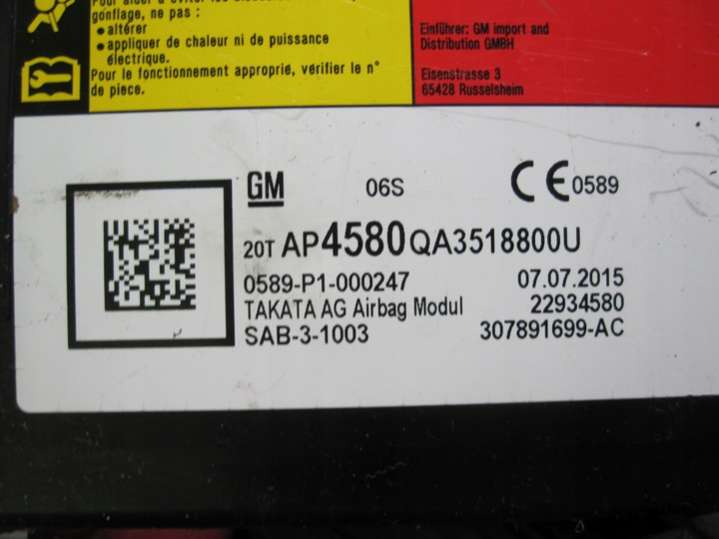 gonflage, ne pas :
•altérer
•appliquer de chaleur ni de puissance
électrique.
Pour le fonctionnement approprie, vérifier le n°
de piece.
Einführer: GM import and
Distribution GMBH
Eisenstrasse 3
65428 Russelsheim
GM 06S CE 0589
20T AP4580QA3518800U
0589-P1-000247 07.07.2015
TAKATA AG Airbag Modul 22934580
SAB-3-1003 307891699-AC